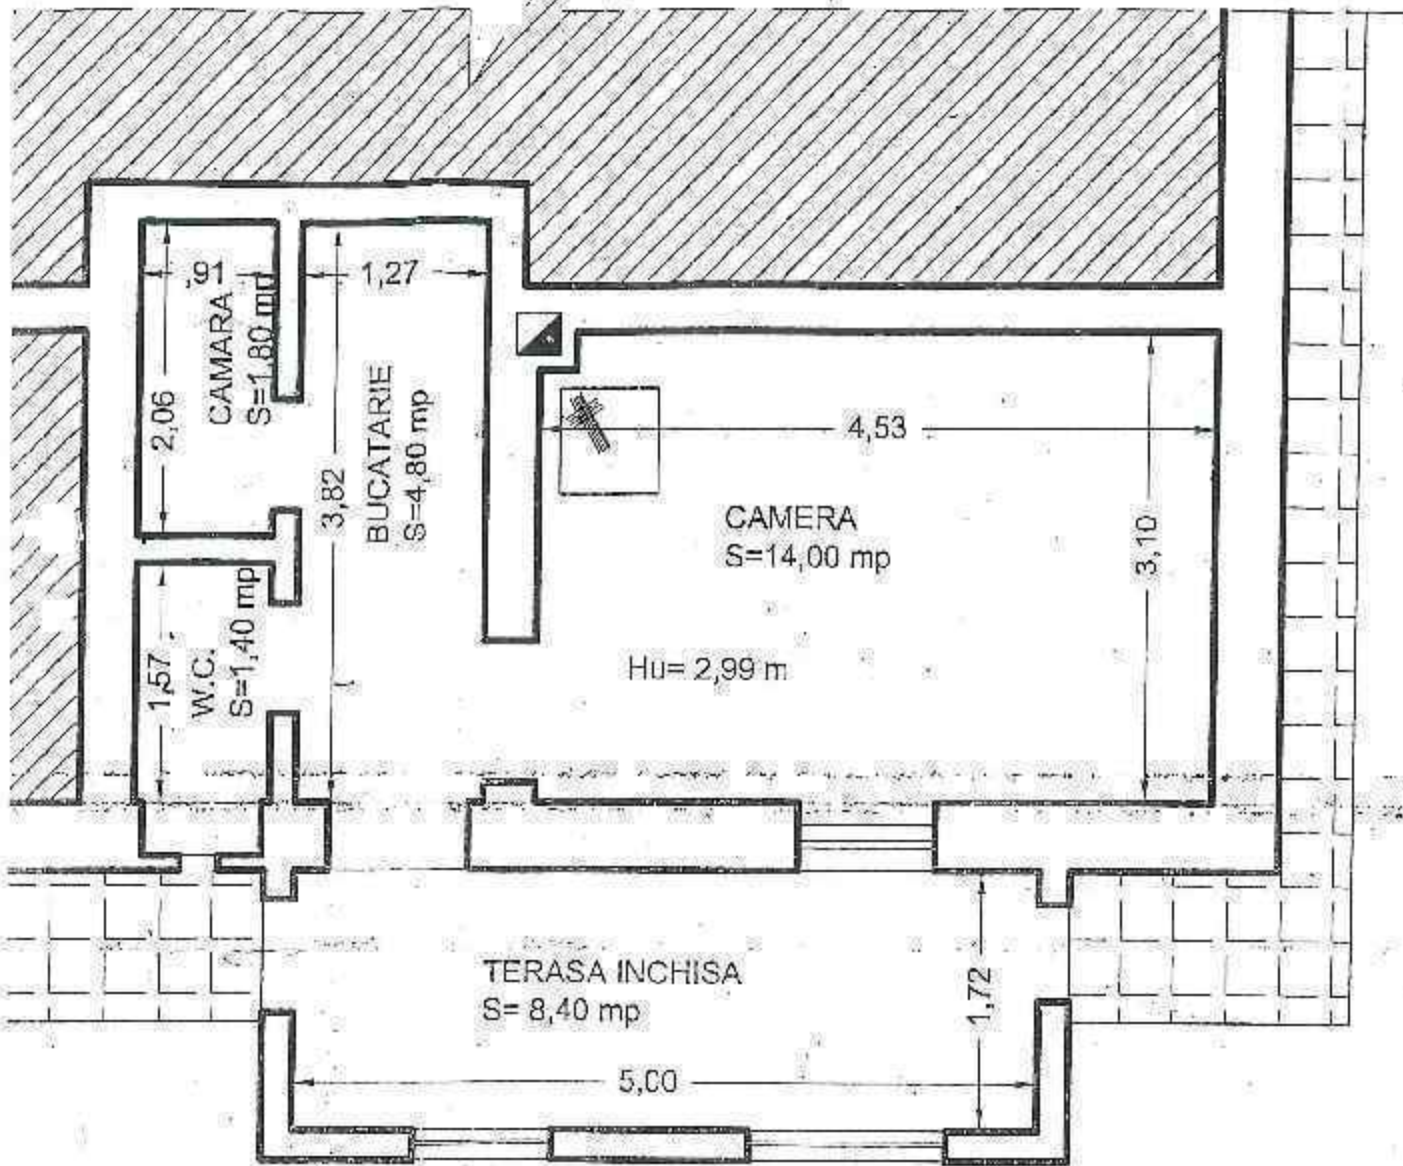 ,91
1,27
CAMARA
S=1,80 mp
2,06
3,82
BUCATARIE
S=4,80 mp
4,53
CAMERA
S=14,00 mp
3,10
1,57
W.C.
S=1,40 mp
Hu= 2,99 m
TERASA INCHISA
S= 8,40 mp
1,72
5,00